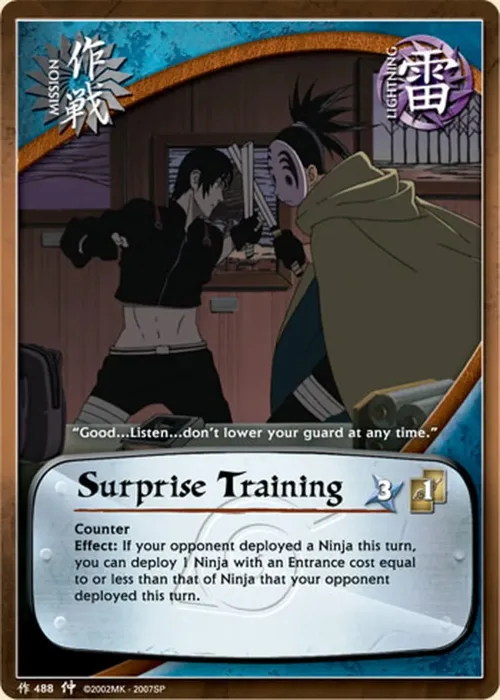 MISSION
作戦
LIGHTNING
雷
"Good...Listen...don't lower your guard at any time."
Surprise Training
3
1
Counter
Effect: If your opponent deployed a Ninja this turn,
you can deploy 1 Ninja with an Entrance cost equal
to or less than that of Ninja that your opponent
deployed this turn.
作 488 仲 ©2002MK - 2007SP